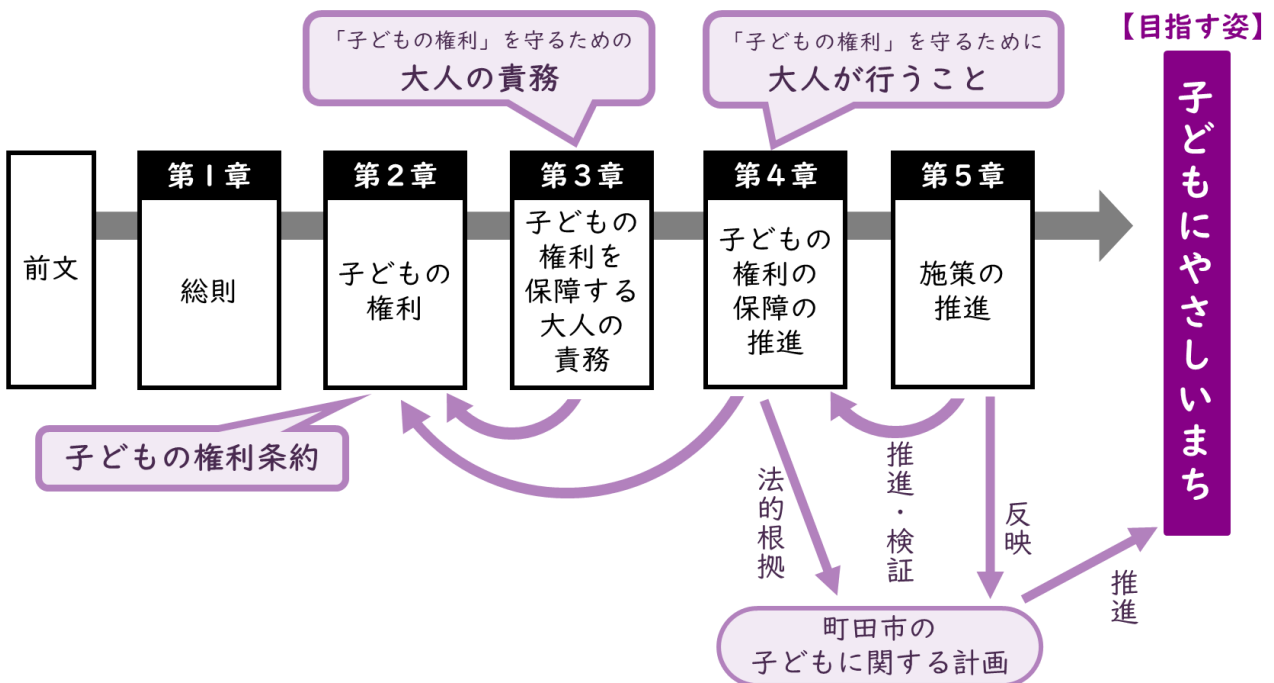 「子どもの権利」を守るための
大人の責務
「子どもの権利」を守るために
大人が行うこと
【目指す姿】
子どもにやさしいまち
前文
第1章
総則
第2章
子どもの
権利
第3章
子どもの
権利を
保障する
大人の
責務
第4章
子どもの
権利の
保障の
推進
第5章
施策の
推進
子どもの権利条約
法的根拠
推進・検証
反映
推進
町田市の
子どもに関する計画